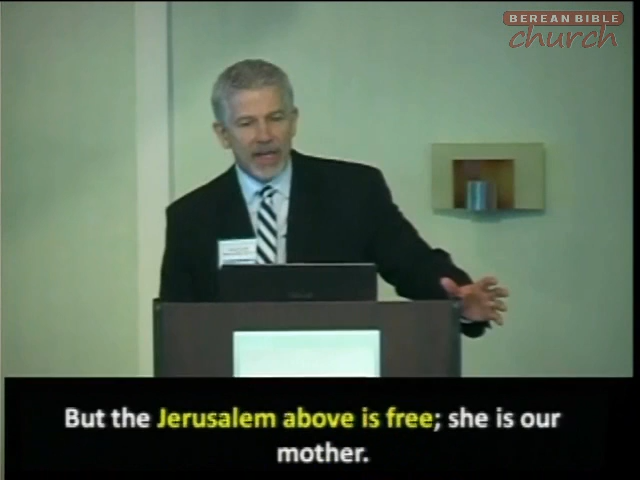 BEREAN BIBLE
church
But the Jerusalem above is free; she is our
mother.